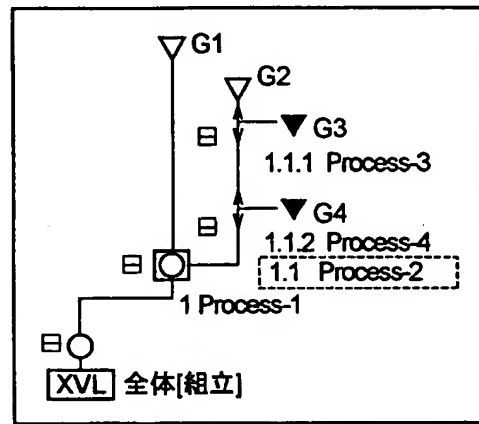 G1
G2
G3
1.1.1 Process-3
G4
1.1.2 Process-4
1.1 Process-2
1 Process-1
XVL 全体[組立]